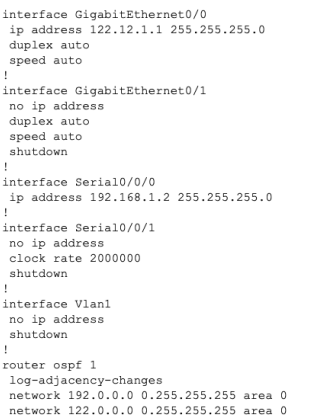 interface GigabitEthernet0/0
 ip address 122.12.1.1 255.255.255.0
 duplex auto
 speed auto
!
interface GigabitEthernet0/1
 no ip address
 duplex auto
 speed auto
 shutdown
!
interface Serial0/0/0
 ip address 192.168.1.2 255.255.255.0
!
interface Serial0/0/1
 no ip address
 clock rate 2000000
 shutdown
!
interface Vlan1
 no ip address
 shutdown
!
router ospf 1
 log-adjacency-changes
 network 192.0.0.0 0.255.255.255 area 0
 network 122.0.0.0 0.255.255.255 area 0